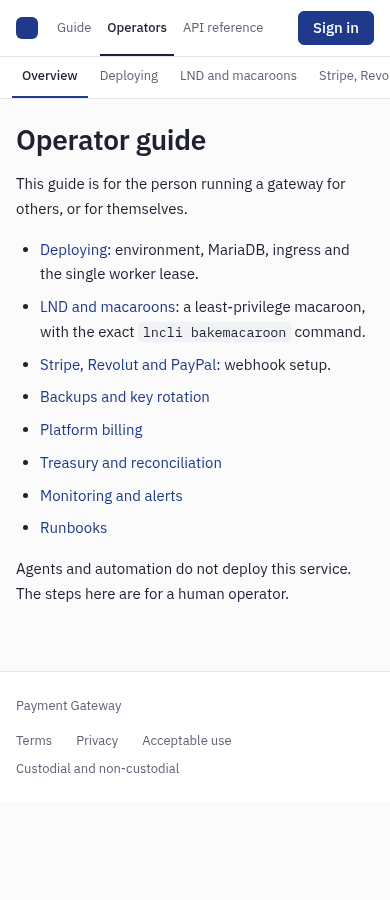 Guide Operators API reference Sign in
Overview Deploying LND and macaroons Stripe, Revo
Operator guide
This guide is for the person running a gateway for
others, or for themselves.
Deploying: environment, MariaDB, ingress and
the single worker lease.
LND and macaroons: a least-privilege macaroon,
with the exact lncli bakemacaroon command.
Stripe, Revolut and PayPal: webhook setup.
Backups and key rotation
Platform billing
Treasury and reconciliation
Monitoring and alerts
Runbooks
Agents and automation do not deploy this service.
The steps here are for a human operator.
Payment Gateway
Terms Privacy Acceptable use
Custodial and non-custodial